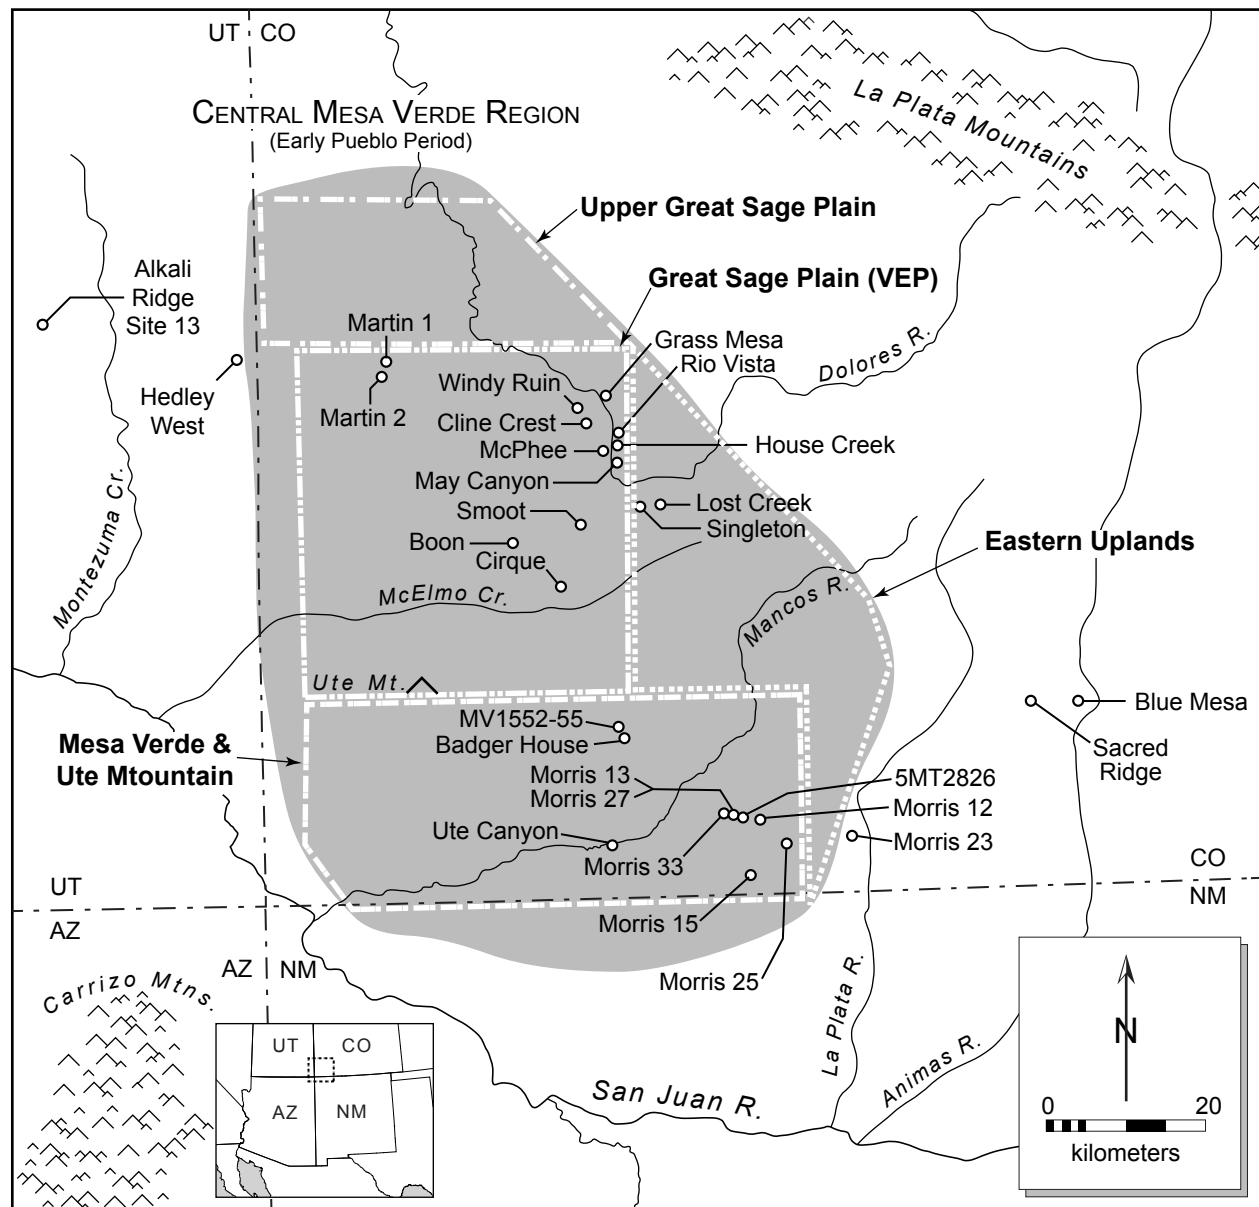 UT CO
CENTRAL MESA VERDE REGION
(Early Pueblo Period)
La Plata Mountains
Upper Great Sage Plain
Great Sage Plain (VEP)
Alkali
Ridge
Site 13
Martin 1
Grass Mesa
Rio Vista
Dolores R.
Hedley
West
Martin 2
Windy Ruin
Cline Crest
McPhee
House Creek
May Canyon
Lost Creek
Smoot
Singleton
Boon
Cirque
Eastern Uplands
Montezuma Cr.
McElmo Cr.
Mancos R.
Ute Mt.
Blue Mesa
MV1552-55
Badger House
Mesa Verde &
Ute Mtountain
Sacred
Ridge
Morris 13
Morris 27
5MT2826
Morris 12
Ute Canyon
Morris 33
Morris 23
UT
AZ
CO
NM
Morris 15
AZ NM
Morris 25
Carrizo Mtns.
La Plata R.
Animas R.
San Juan R.
UT CO
AZ NM
N
0 20
kilometers